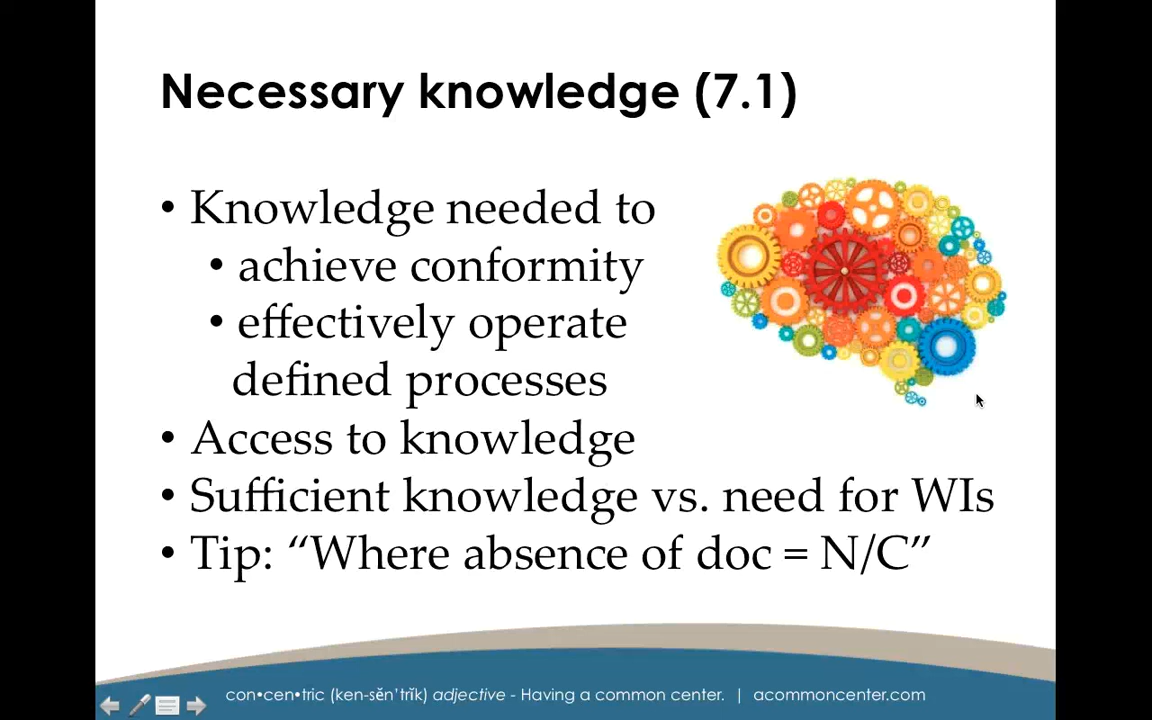 Necessary knowledge (7.1)
• Knowledge needed to
• achieve conformity
• effectively operate
defined processes
• Access to knowledge
• Sufficient knowledge vs. need for WIs
• Tip: “Where absence of doc = N/C”
con•cen•tric (ken-sĕn’trĭk) adjective - Having a common center. | acommoncenter.com